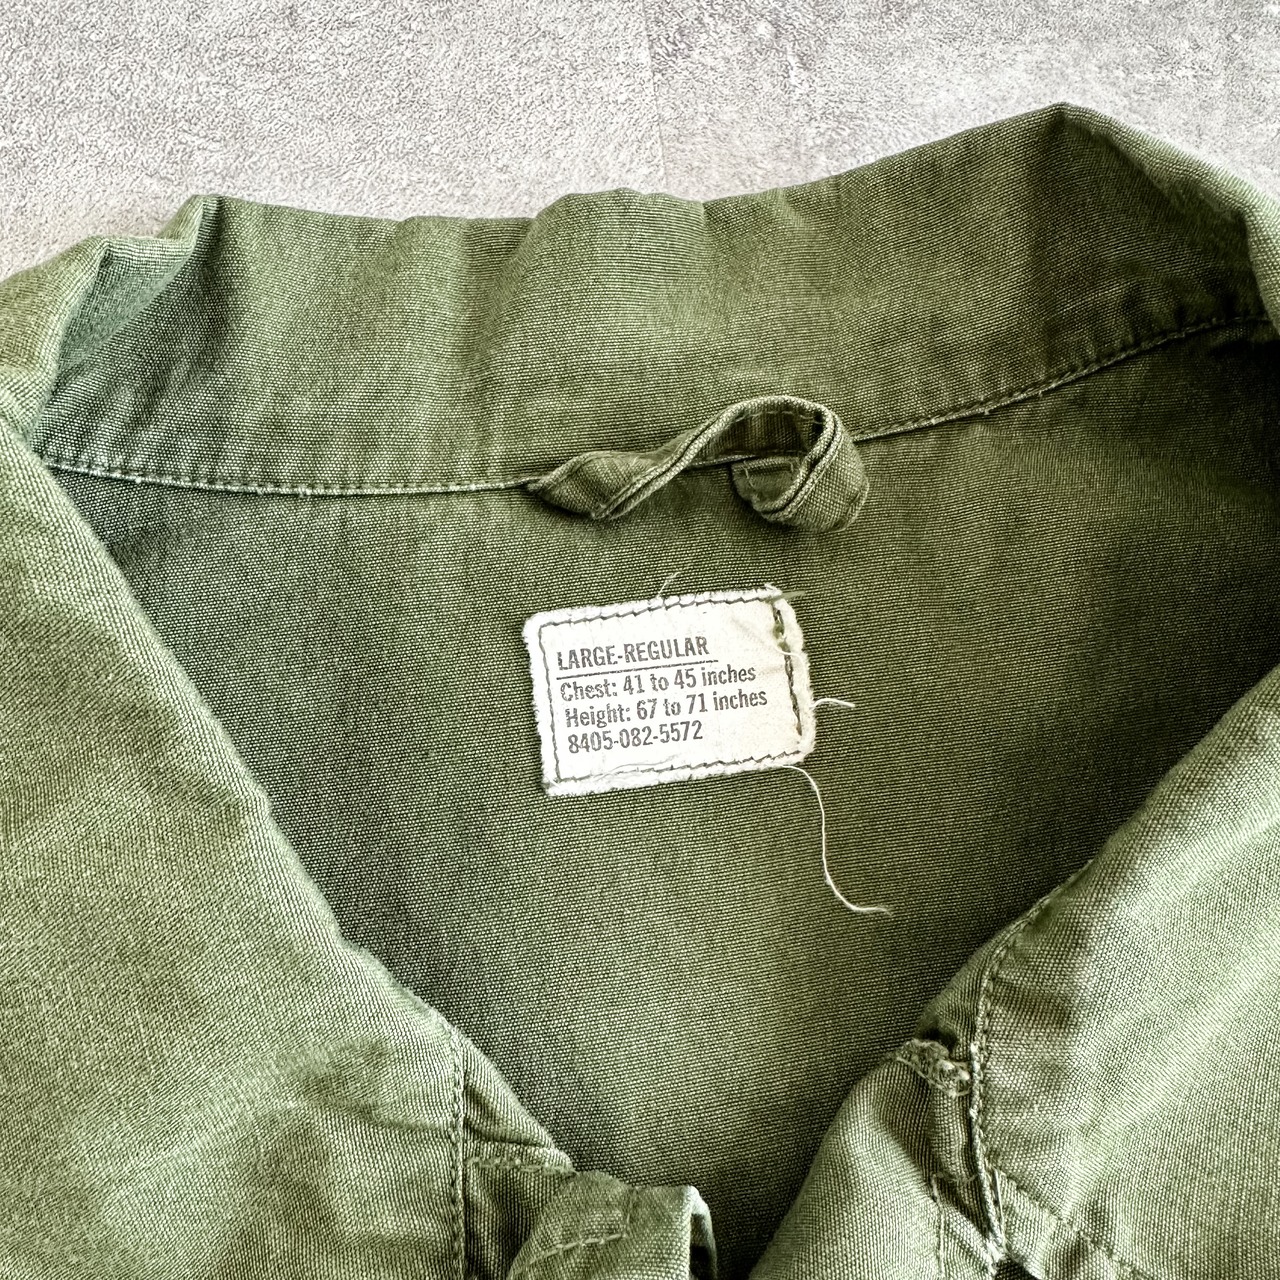 LARGE-REGULAR
Chest: 41 to 45 inches
Height: 67 to 71 inches
8405-082-5572